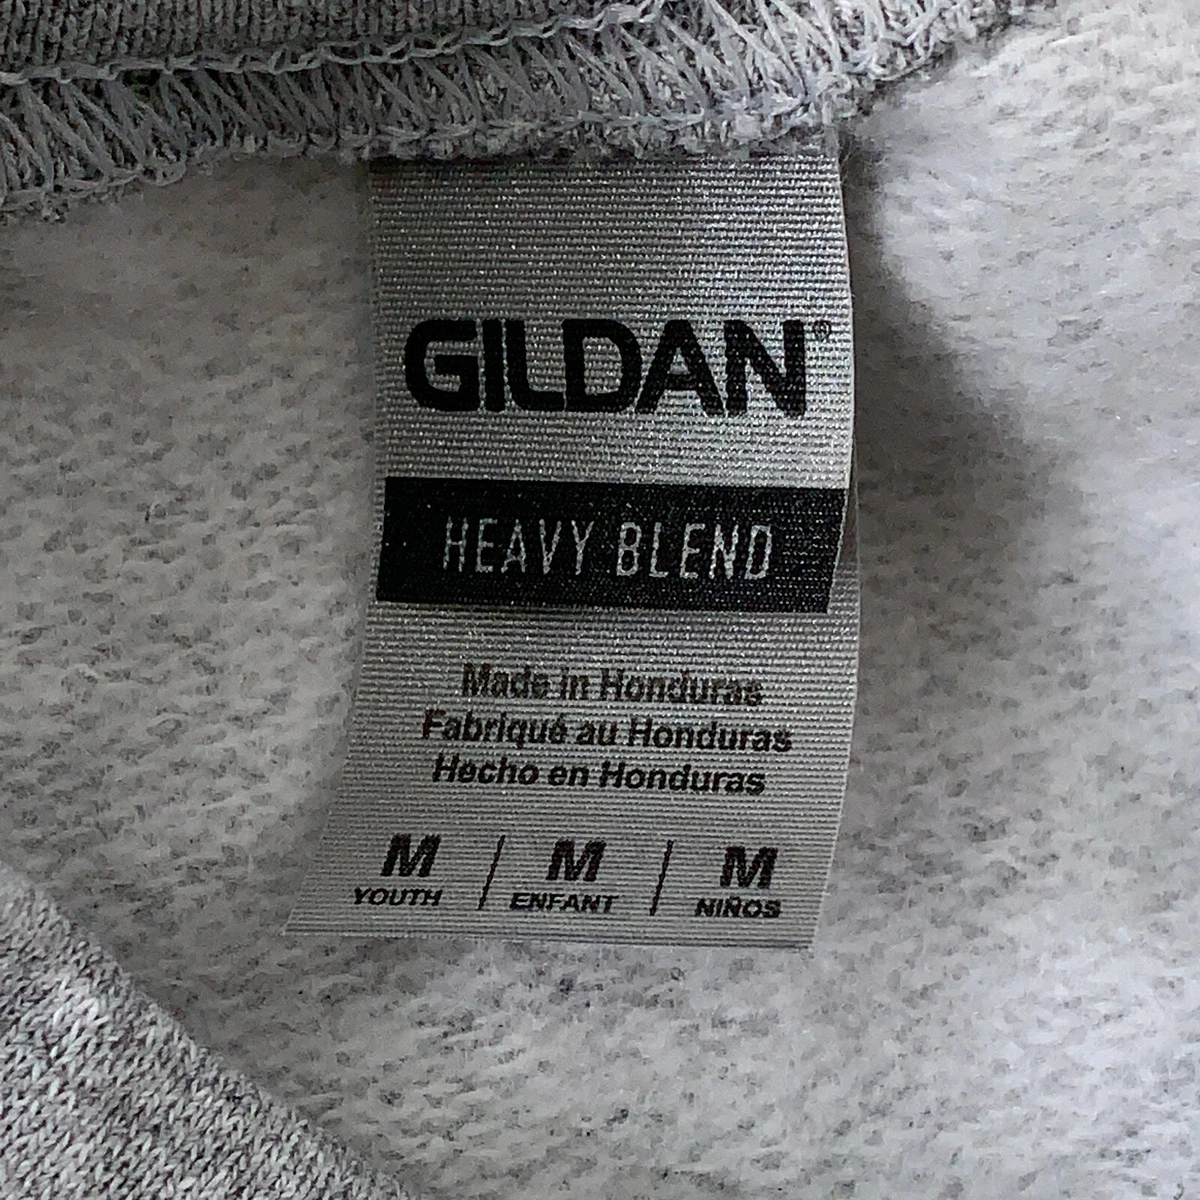 GILDAN®
HEAVY BLEND
Made in Honduras
Fabriqué au Honduras
Hecho en Honduras
M / M / M
YOUTH ENFANT NIÑOS